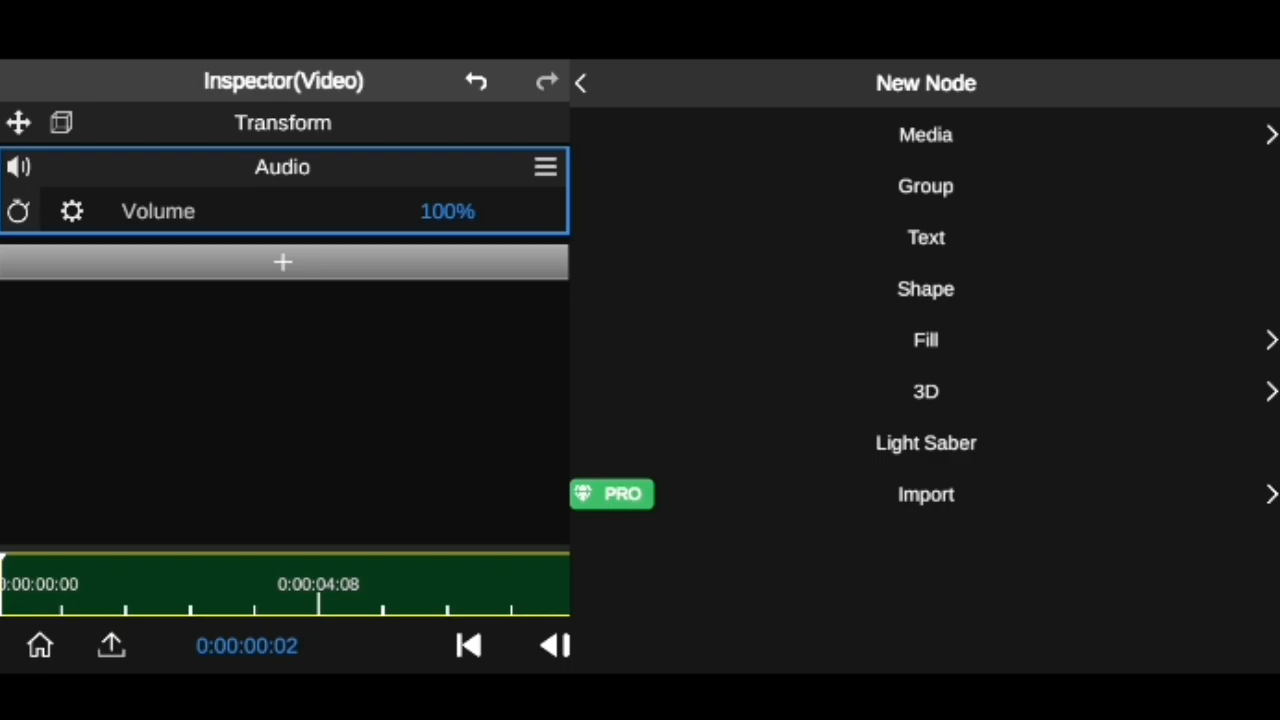 Inspector(Video)
Transform
Audio
Volume 100%
+
0:00:00:00 0:00:04:08
0:00:00:02
New Node
Media
Group
Text
Shape
Fill
3D
Light Saber
PRO Import